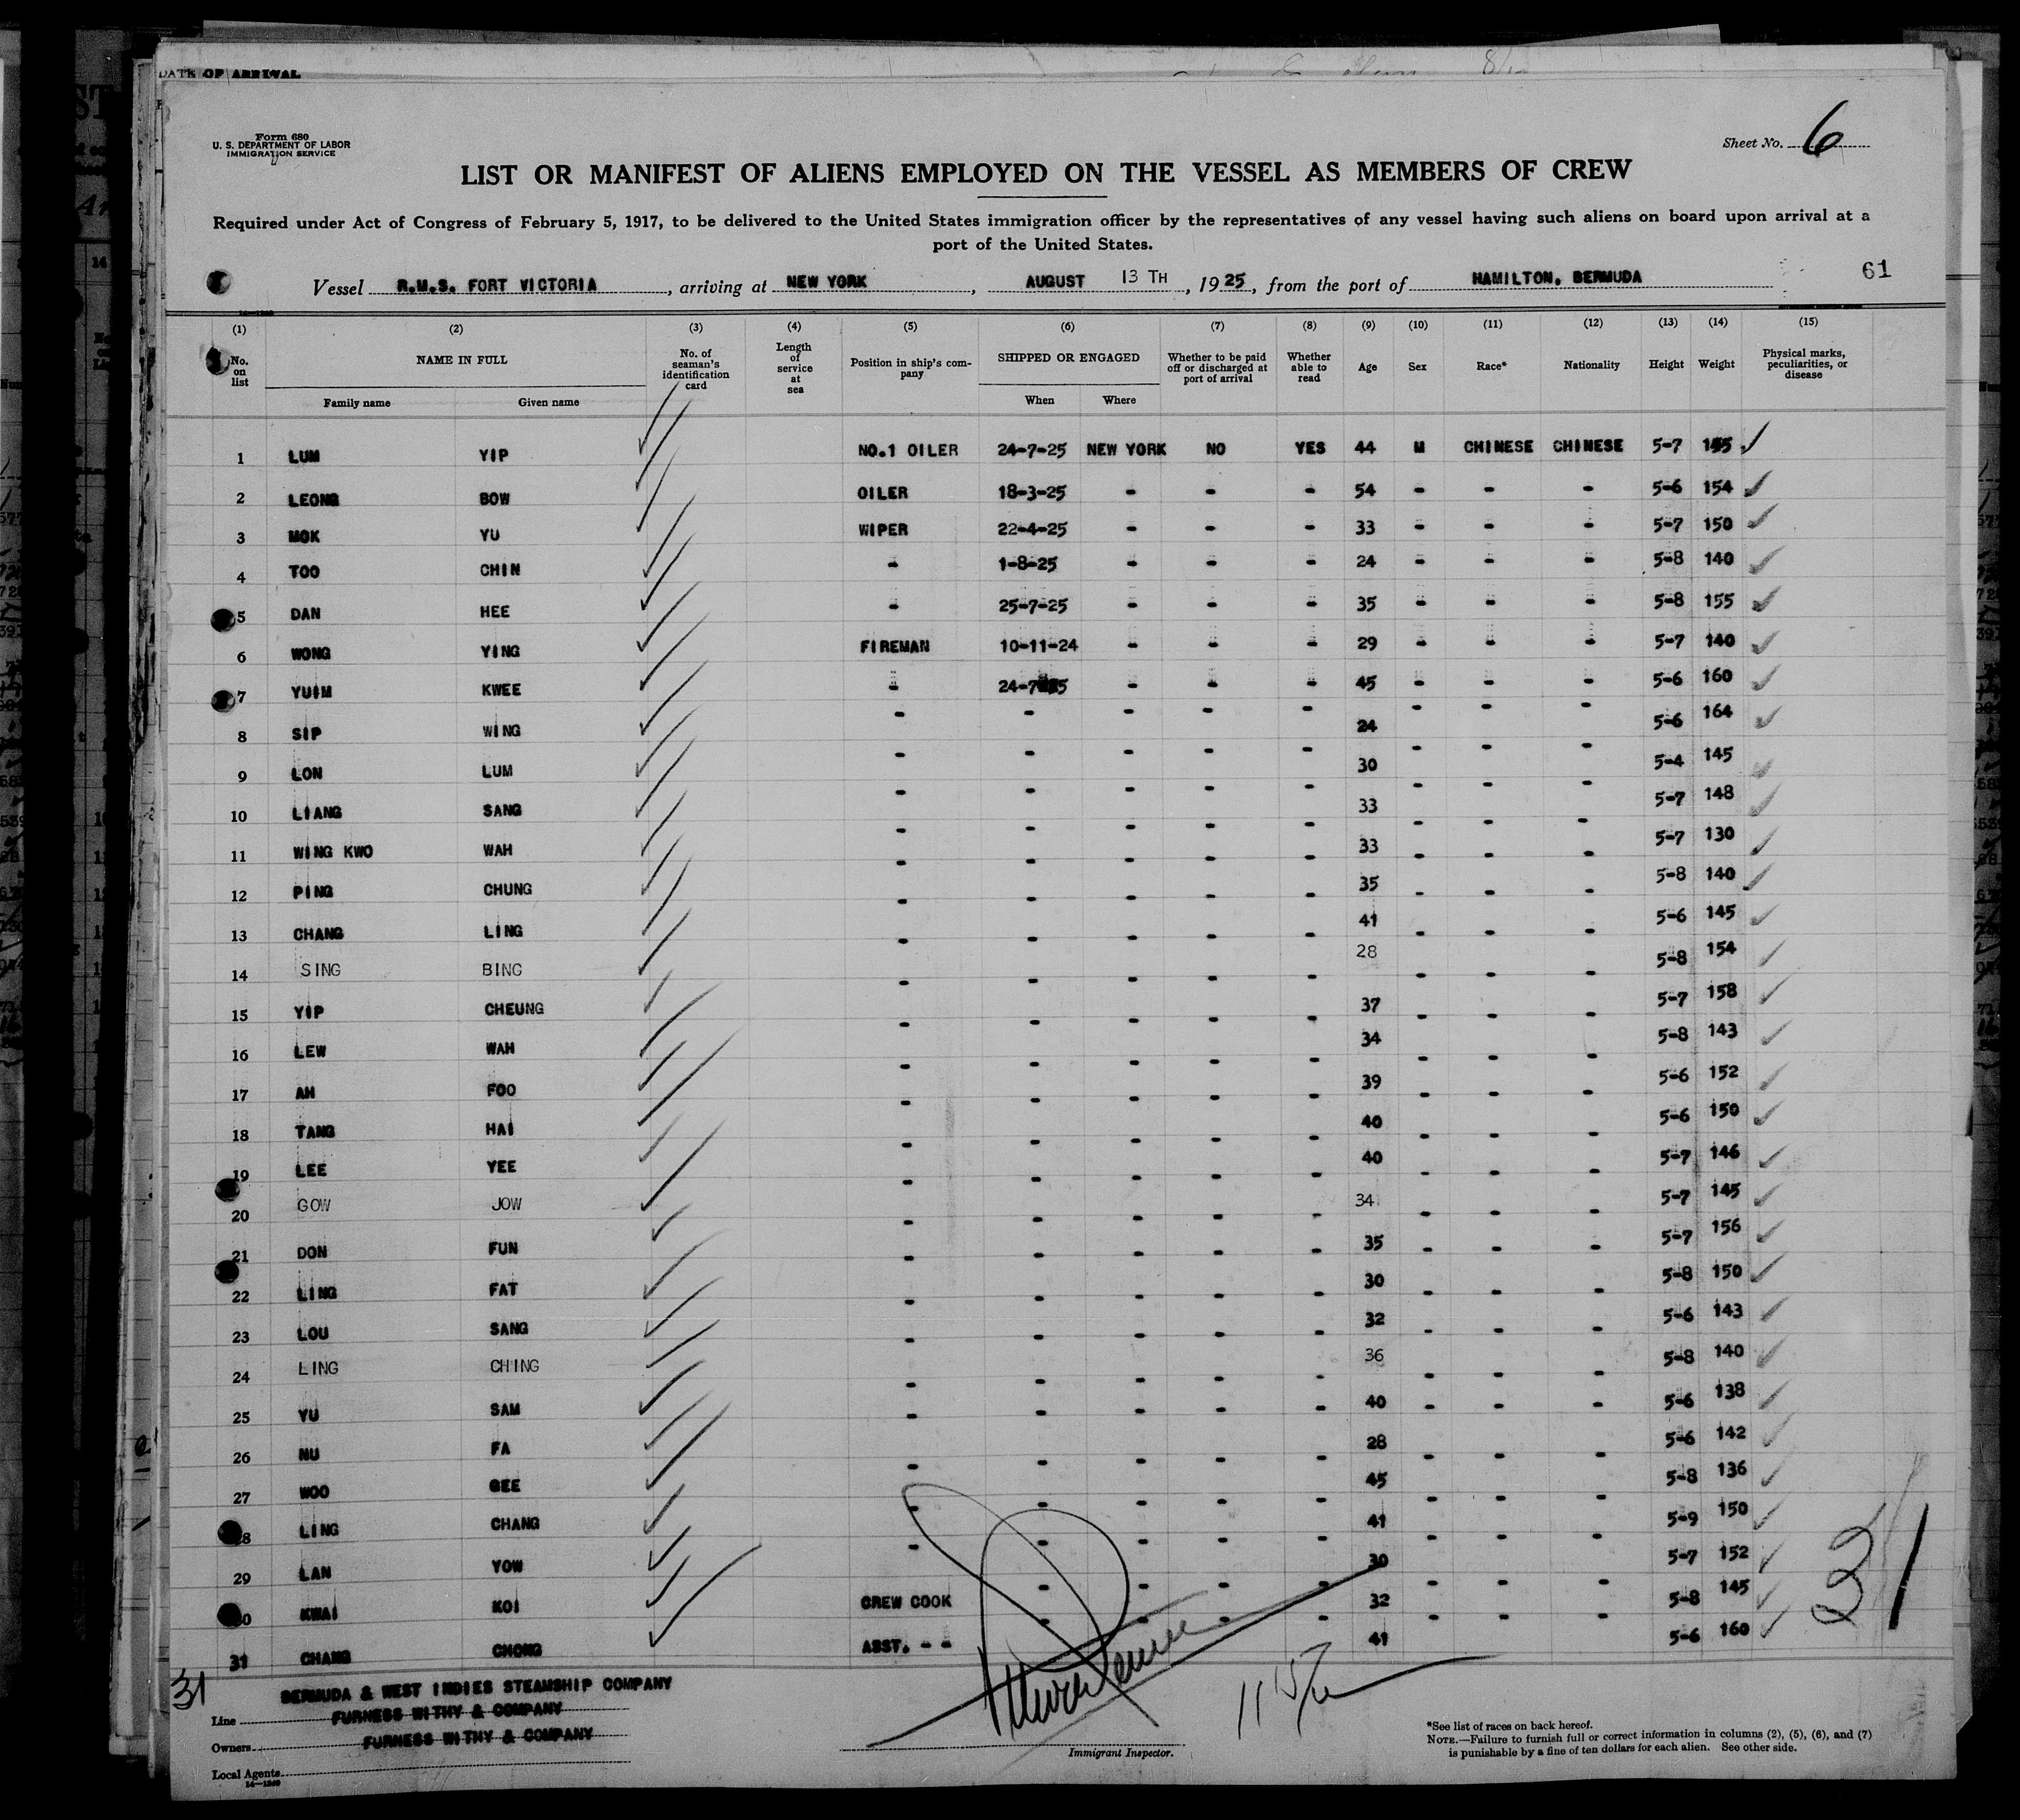 DATE OF ARRIVAL
Form 680
U. S. DEPARTMENT OF LABOR
IMMIGRATION SERVICE
Sheet No. 6
LIST OR MANIFEST OF ALIENS EMPLOYED ON THE VESSEL AS MEMBERS OF CREW
Required under Act of Congress of February 5, 1917, to be delivered to the United States immigration officer by the representatives of any vessel having such aliens on board upon arrival at a
port of the United States.
61
Vessel R.M.S. FORT VICTORIA, arriving at NEW YORK, AUGUST 13 TH, 1925, from the port of HAMILTON, BERMUDA
(1) (2) (3) (4) (5) (6) (7) (8) (9) (10) (11) (12) (13) (14) (15)
No. on list NAME IN FULL No. of seaman's identification card Length of service at sea Position in ship's company SHIPPED OR ENGAGED Whether to be paid off or discharged at port of arrival Whether able to read Age Sex Race* Nationality Height Weight Physical marks, peculiarities, or disease
Family name Given name When Where
1 LUM YIP NO.1 OILER 24-7-25 NEW YORK NO YES 44 M CHINESE CHINESE 5-7
2 LEONG BOW OILER 18-3-25 - - - 54 - - - 5-6 154
3 MOK YU WIPER 22-4-25 - - - 33 - - - 5-7 150
4 TOO CHIN - 1-8-25 - - - 24 - - - 5-8 140
5 DAN HEE - 25-7-25 - - - 35 - - - 5-8 155
6 WONG YING FIREMAN 10-11-24 - - - 29 - - - 5-7 140
7 YUIM KWEE - 24-7-25 - - - 45 - - - 5-6 160
8 SIP WING - - - - - 24 - - - 5-6 164
9 LON LUM - - - - - 30 - - - 5-4 145
10 LIANG SANG - - - - - 33 - - - 5-7 148
11 WING KWO WAH - - - - - 33 - - - 5-7 130
12 PING CHUNG - - - - - 35 - - - 5-8 140
13 CHANG LING - - - - - 41 - - - 5-6 145
14 SING BING - - - - - 28 - - - 5-8 154
15 YIP CHEUNG - - - - - 37 - - - 5-7 158
16 LEW WAH - - - - - 34 - - - 5-8 143
17 AH FOO - - - - - 39 - - - 5-6 152
18 TANG HAI - - - - - 40 - - - 5-6 150
19 LEE YEE - - - - - 40 - - - 5-7 146
20 GOW JOW - - - - - 34 - - - 5-7 145
21 DON FUN - - - - - 35 - - - 5-7 156
22 LING FAT - - - - - 30 - - - 5-8 150
23 LOU SANG - - - - - 32 - - - 5-6 143
24 LING CHING - - - - - 36 - - - 5-8 140
25 YU SAM - - - - - 40 - - - 5-6 138
26 NU FA - - - - - 28 - - - 5-6 142
27 WOO GEE - - - - - 45 - - - 5-8 136
28 LING CHANG - - - - - 41 - - - 5-9 150
29 LAN YOW - - - - - 30 - - - 5-7 152
30 KWAI KOI CREW COOK - - - - 32 - - - 5-8 145
31 CHANG CHONG ASST. - - 41 5-6 160
31
31
BERMUDA & WEST INDIES STEAMSHIP COMPANY
Line FURNESS WITHY & COMPANY
Owners FURNESS WITHY & COMPANY
Local Agents
14-1240
Immigrant Inspector.
*See list of races on back hereof.
NOTE.—Failure to furnish full or correct information in columns (2), (5), (6), and (7)
is punishable by a fine of ten dollars for each alien. See other side.